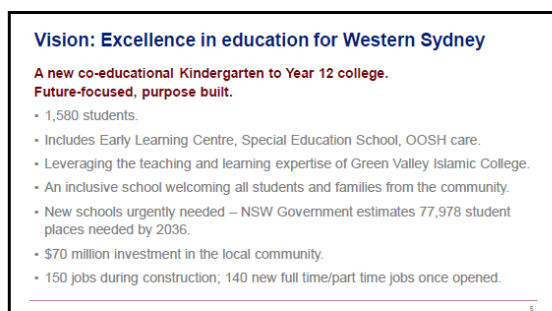 Vision: Excellence in education for Western Sydney
A new co-educational Kindergarten to Year 12 college.
Future-focused, purpose built.
• 1,580 students.
• Includes Early Learning Centre, Special Education School, OOSH care.
• Leveraging the teaching and learning expertise of Green Valley Islamic College.
• An inclusive school welcoming all students and families from the community.
• New schools urgently needed – NSW Government estimates 77,978 student
places needed by 2036.
• $70 million investment in the local community.
• 150 jobs during construction; 140 new full time/part time jobs once opened.
5